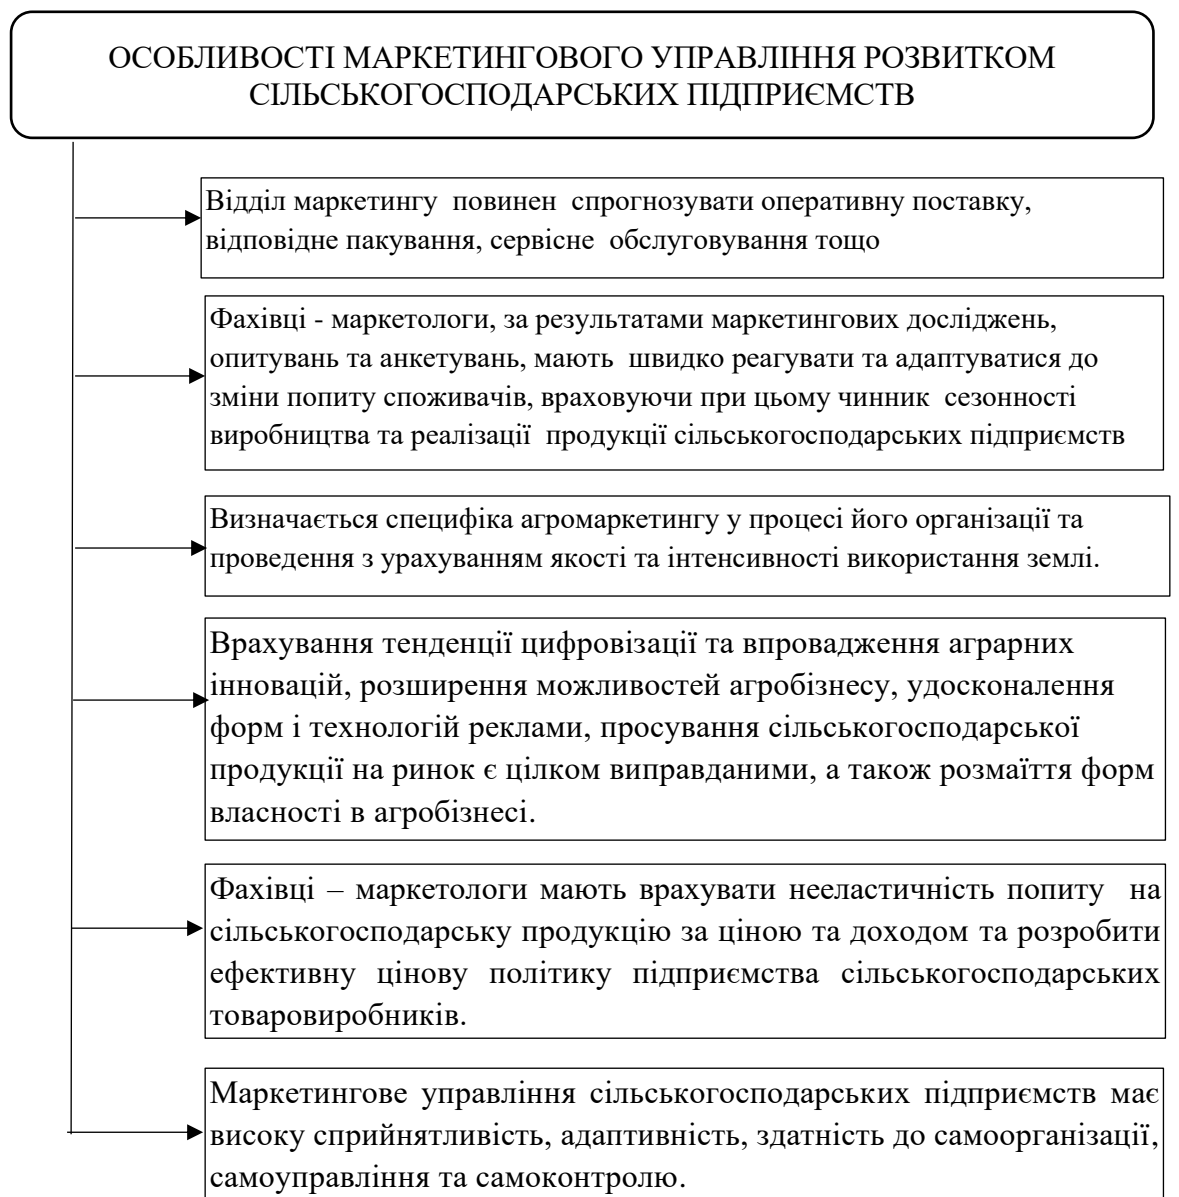 ОСОБЛИВОСТІ МАРКЕТИНГОВОГО УПРАВЛІННЯ РОЗВИТКОМ
СІЛЬСЬКОГОСПОДАРСЬКИХ ПІДПРИЄМСТВ
Відділ маркетингу повинен спрогнозувати оперативну поставку,
відповідне пакування, сервісне обслуговування тощо
Фахівці - маркетологи, за результатами маркетингових досліджень,
опитувань та анкетувань, мають швидко реагувати та адаптуватися до
зміни попиту споживачів, враховуючи при цьому чинник сезонності
виробництва та реалізації продукції сільськогосподарських підприємств
Визначається специфіка агромаркетингу у процесі його організації та
проведення з урахуванням якості та інтенсивності використання землі.
Врахування тенденції цифровізації та впровадження аграрних
інновацій, розширення можливостей агробізнесу, удосконалення
форм і технологій реклами, просування сільськогосподарської
продукції на ринок є цілком виправданими, а також розмаїття форм
власності в агробізнесі.
Фахівці – маркетологи мають врахувати нееластичність попиту на
сільськогосподарську продукцію за ціною та доходом та розробити
ефективну цінову політику підприємства сільськогосподарських
товаровиробників.
Маркетингове управління сільськогосподарських підприємств має
високу сприйнятливість, адаптивність, здатність до самоорганізації,
самоуправління та самоконтролю.